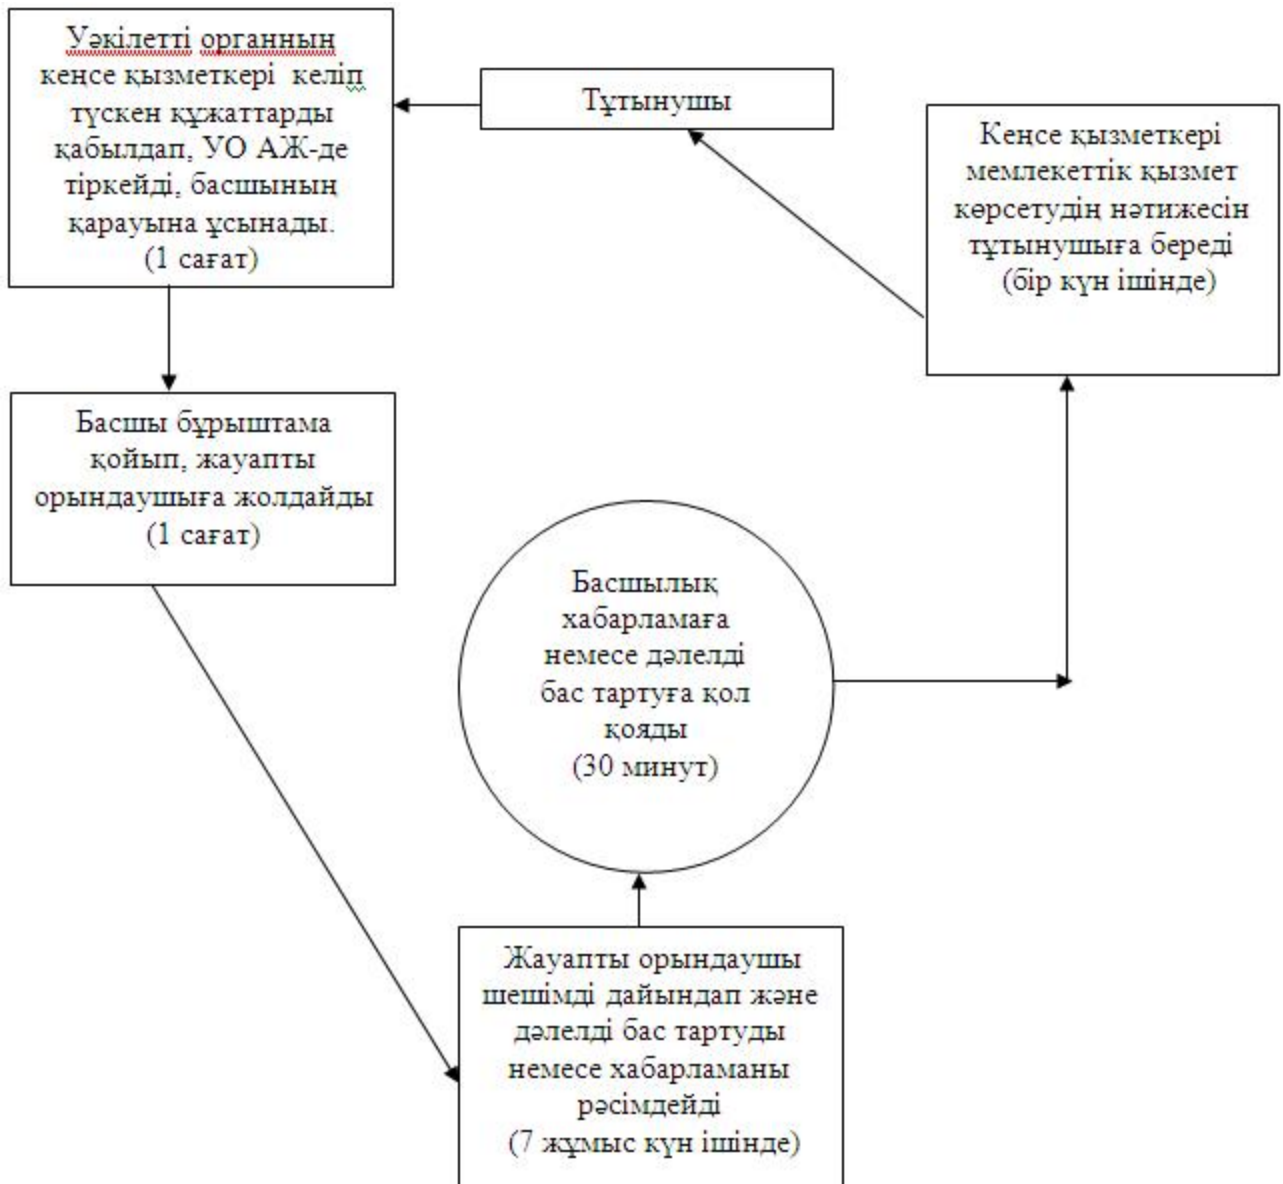 Тұтынушы
Уәкілетті органның
кеңсе қызметкері келіп
түскен құжаттарды
қабылдап, УО АЖ-де
тіркейді, басшының
қарауына ұсынады.
(1 сағат)
Басшы бұрыштама
қойып, жауапты
орындаушыға жолдайды
(1 сағат)
Жауапты орындаушы
шешімді дайындап және
дәлелді бас тартуды
немесе хабарламаны
рәсімдейді
(7 жұмыс күн ішінде)
Басшылық
хабарламаға
немесе дәлелді
бас тартуға қол
қояды
(30 минут)
Кеңсе қызметкері
мемлекеттік қызмет
көрсетудің нәтижесін
тұтынушыға береді
(бір күн ішінде)